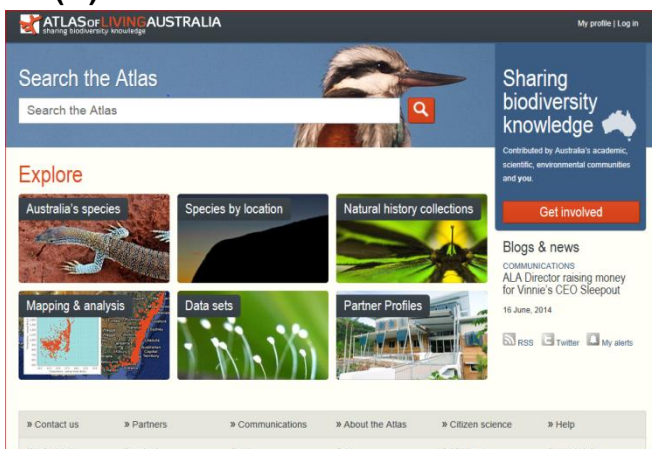 ATLAS OF LIVING AUSTRALIA
sharing biodiversity knowledge
My profile | Log in
Search the Atlas
Search the Atlas
Sharing
biodiversity
knowledge
Contributed by Australia's academic,
scientific, environmental communities
and you.
Get involved
Explore
Australia's species
Species by location
Natural history collections
Mapping & analysis
Data sets
Partner Profiles
Blogs & news
COMMUNICATIONS
ALA Director raising money
for Vinnie's CEO Sleepout
16 June, 2014
RSS Twitter My alerts
» Contact us » Partners » Communications » About the Atlas » Citizen science » Help